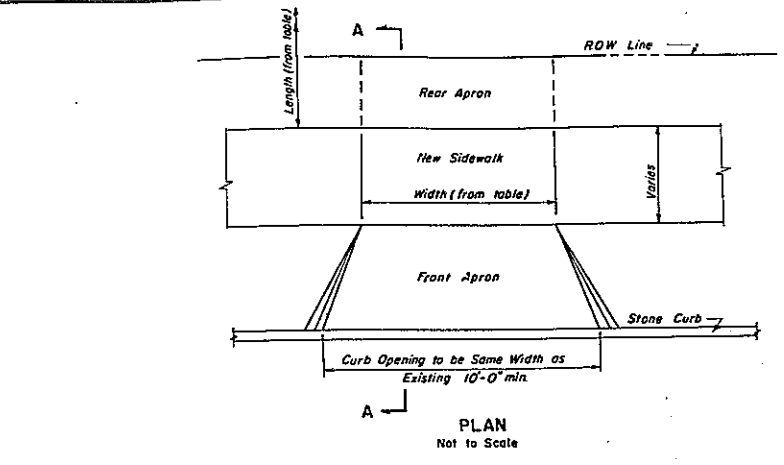 A
ROW Line
Length (from table)
Rear Apron
New Sidewalk
Width (from table)
Varies
Front Apron
Stone Curb
Curb Opening to be Same Width as
Existing 10'-0" min.
A
PLAN
Not to Scale